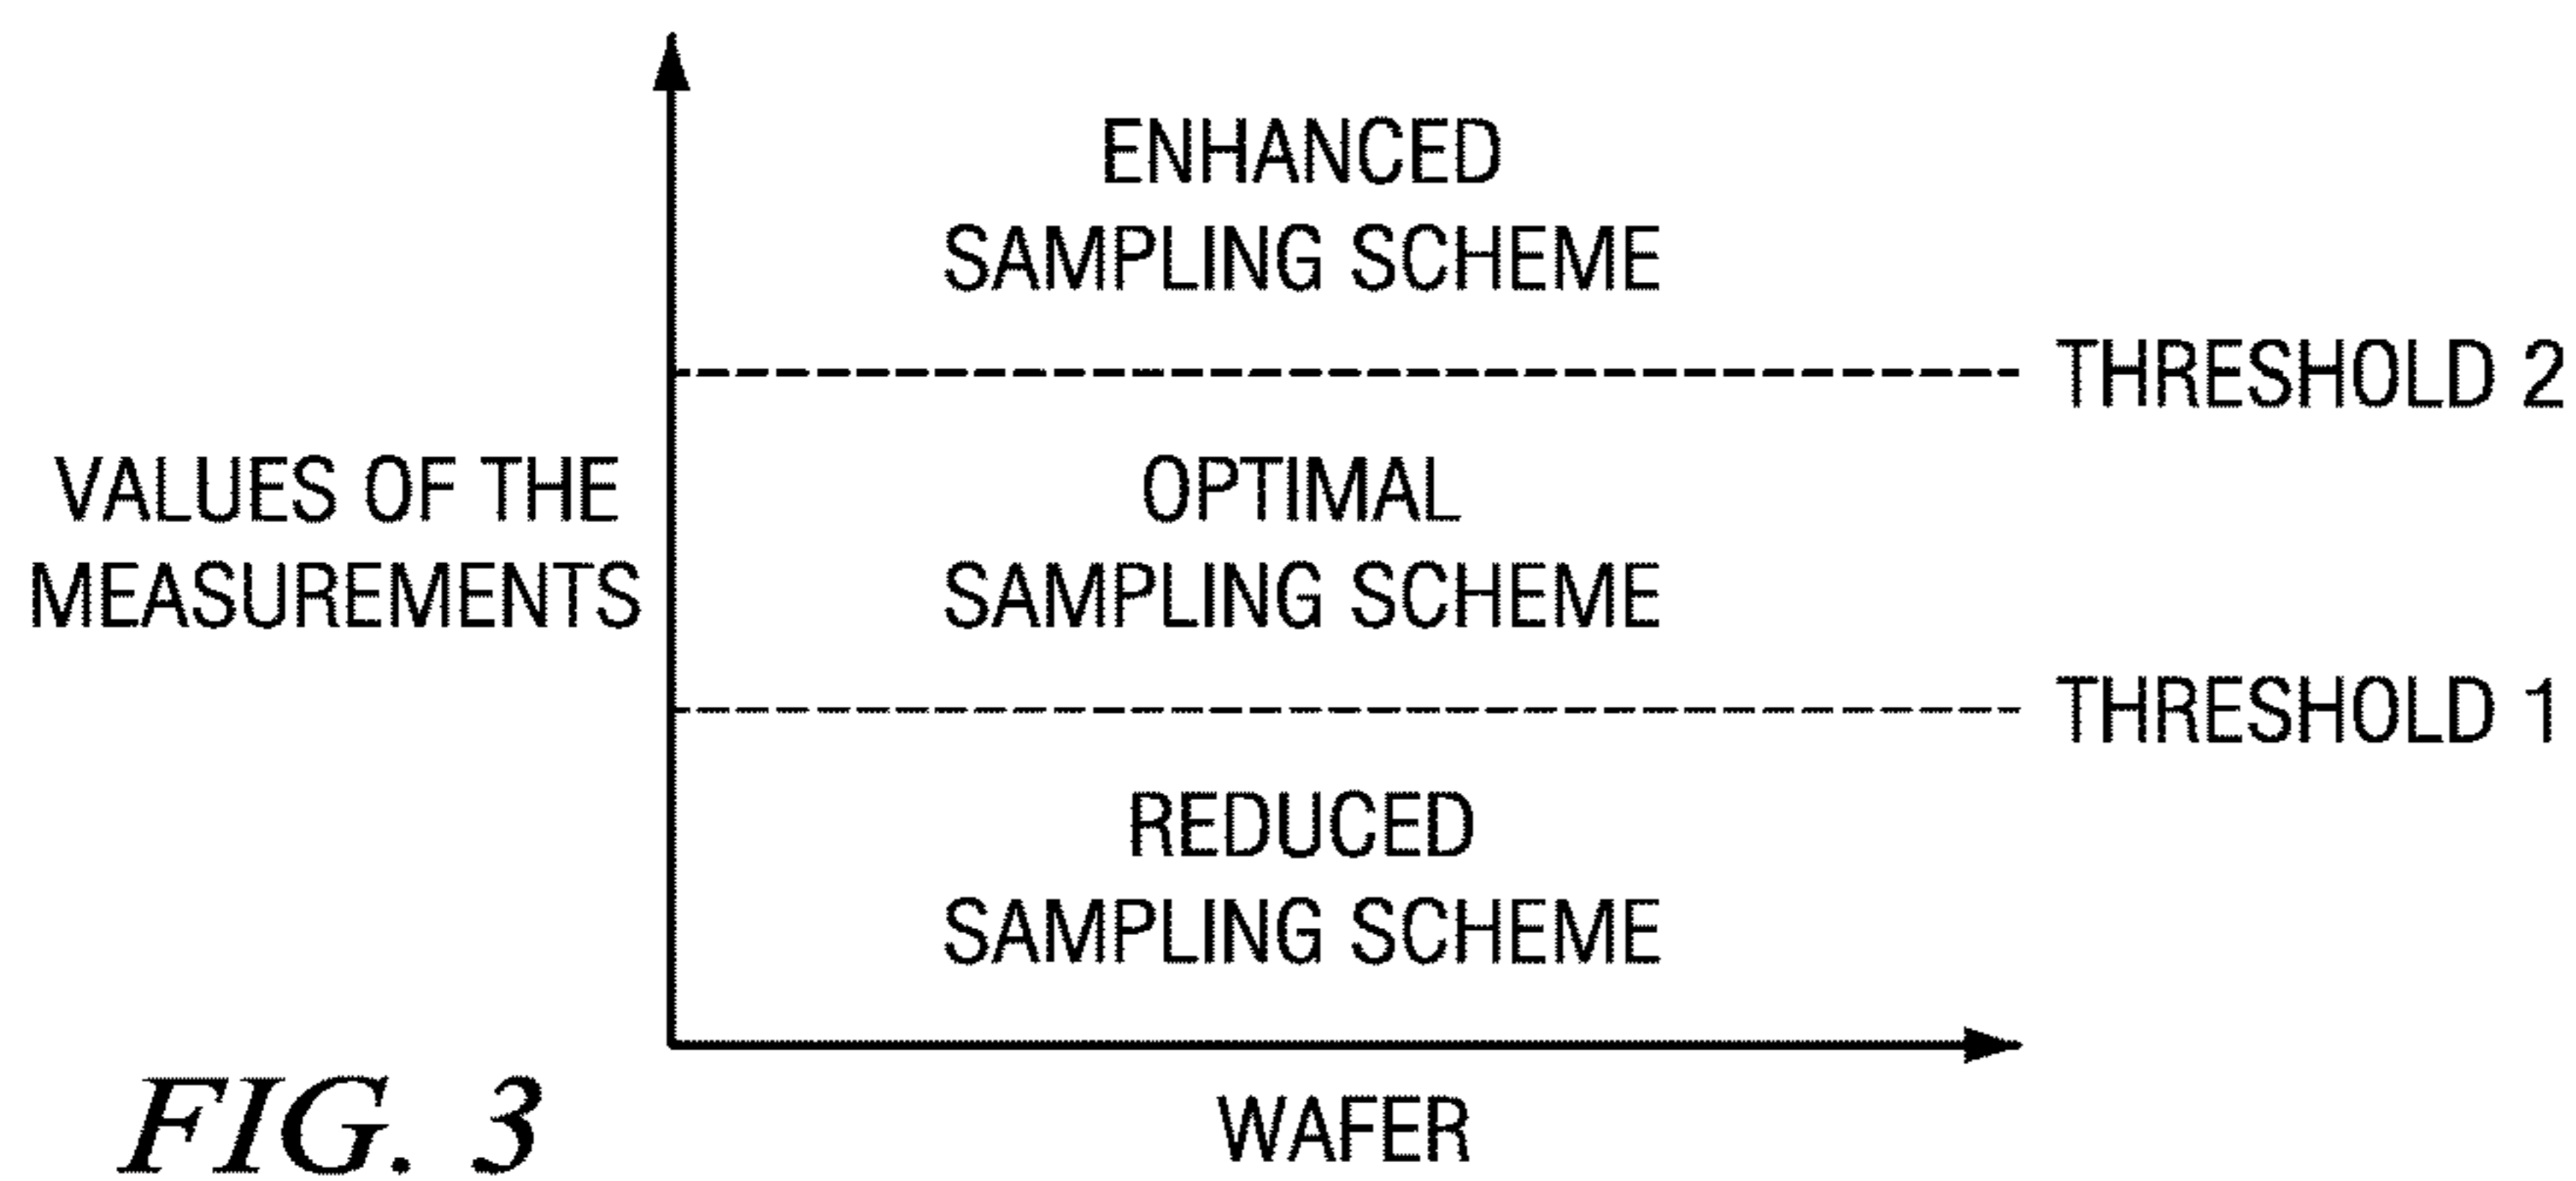 ENHANCED
SAMPLING SCHEME
THRESHOLD 2
VALUES OF THE
MEASUREMENTS
OPTIMAL
SAMPLING SCHEME
THRESHOLD 1
REDUCED
SAMPLING SCHEME
WAFER
FIG. 3